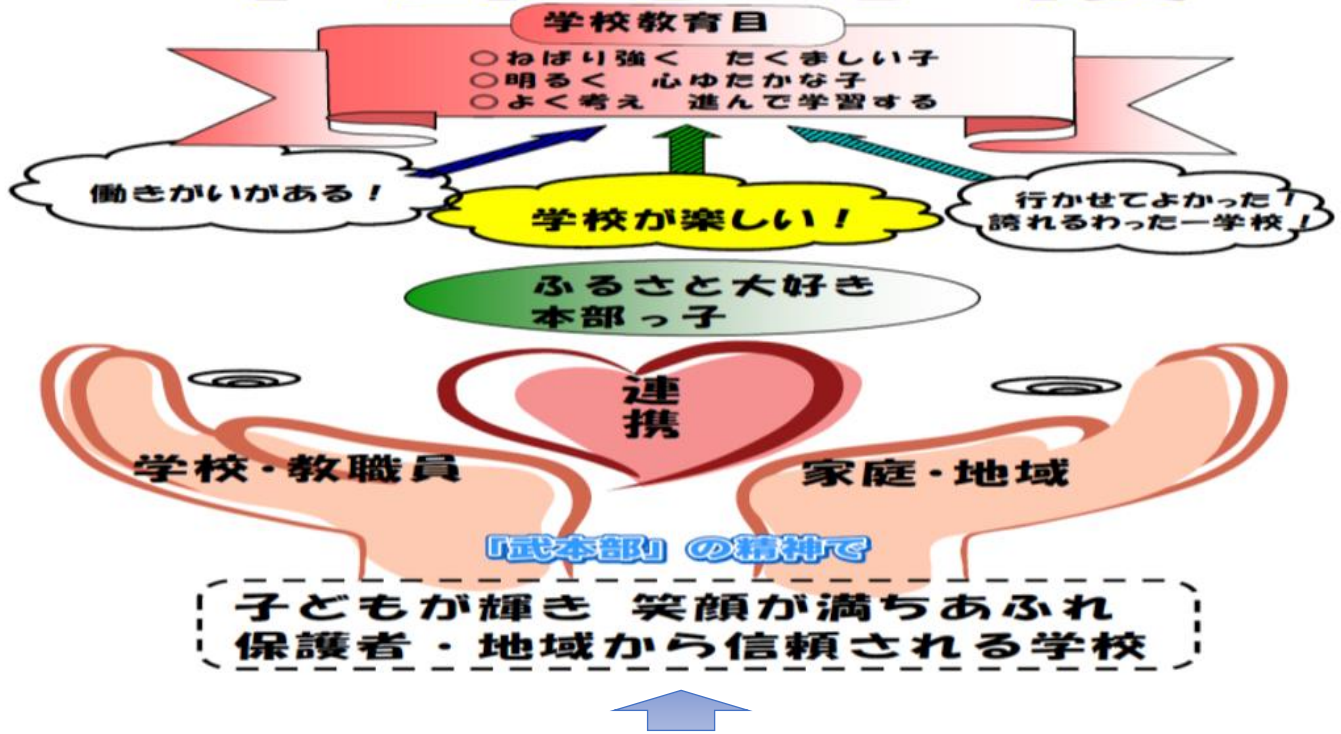 学校教育目
○ねばり強く　たくましい子
○明るく　心ゆたかな子
○よく考え　進んで学習する
働きがいがある！
学校が楽しい！
行かせてよかった！
誇れるわったー学校！
ふるさと大好き
本部っ子
連携
学校・教職員
家庭・地域
『武本部』の精神で
子どもが輝き 笑顔が満ちあふれ
保護者・地域から信頼される学校